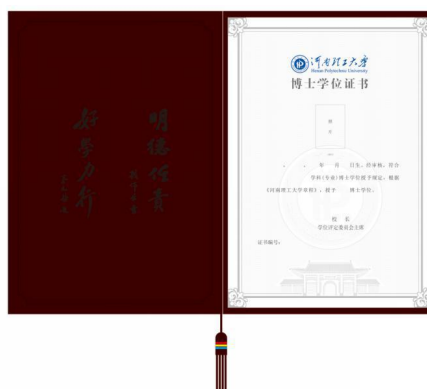 明德任责
好学力行
河南理工大学
Henan Polytechnic University
博士学位证书
, , 年 月 日生。经审核,符合
学科(专业)博士学位授予规定,根据
《河南理工大学章程》,授予 博士学位。
校 长
学位评定委员会主席
证书编号: